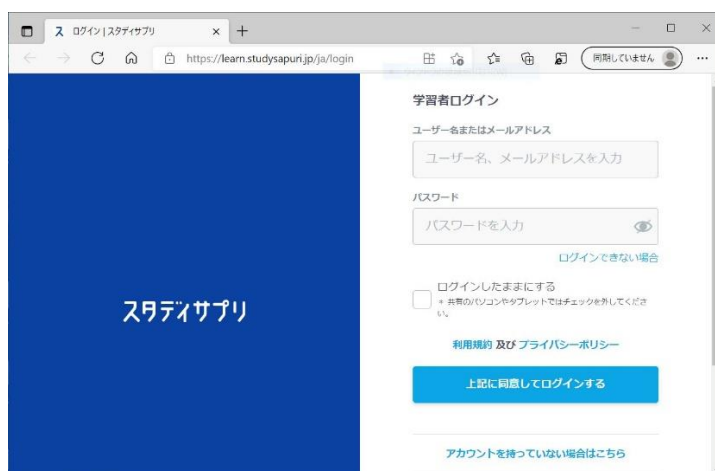 ログイン | スタディサプリ
https://learn.studysapuri.jp/ja/login
同期していません
学習者ログイン
ユーザー名またはメールアドレス
ユーザー名、メールアドレスを入力
パスワード
パスワードを入力
ログインできない場合
ログインしたままにする
* 共有のパソコンやタブレットではチェックを外してくださ
い。
スタディサプリ
利用規約 及び プライバシーポリシー
上記に同意してログインする
アカウントを持っていない場合はこちら